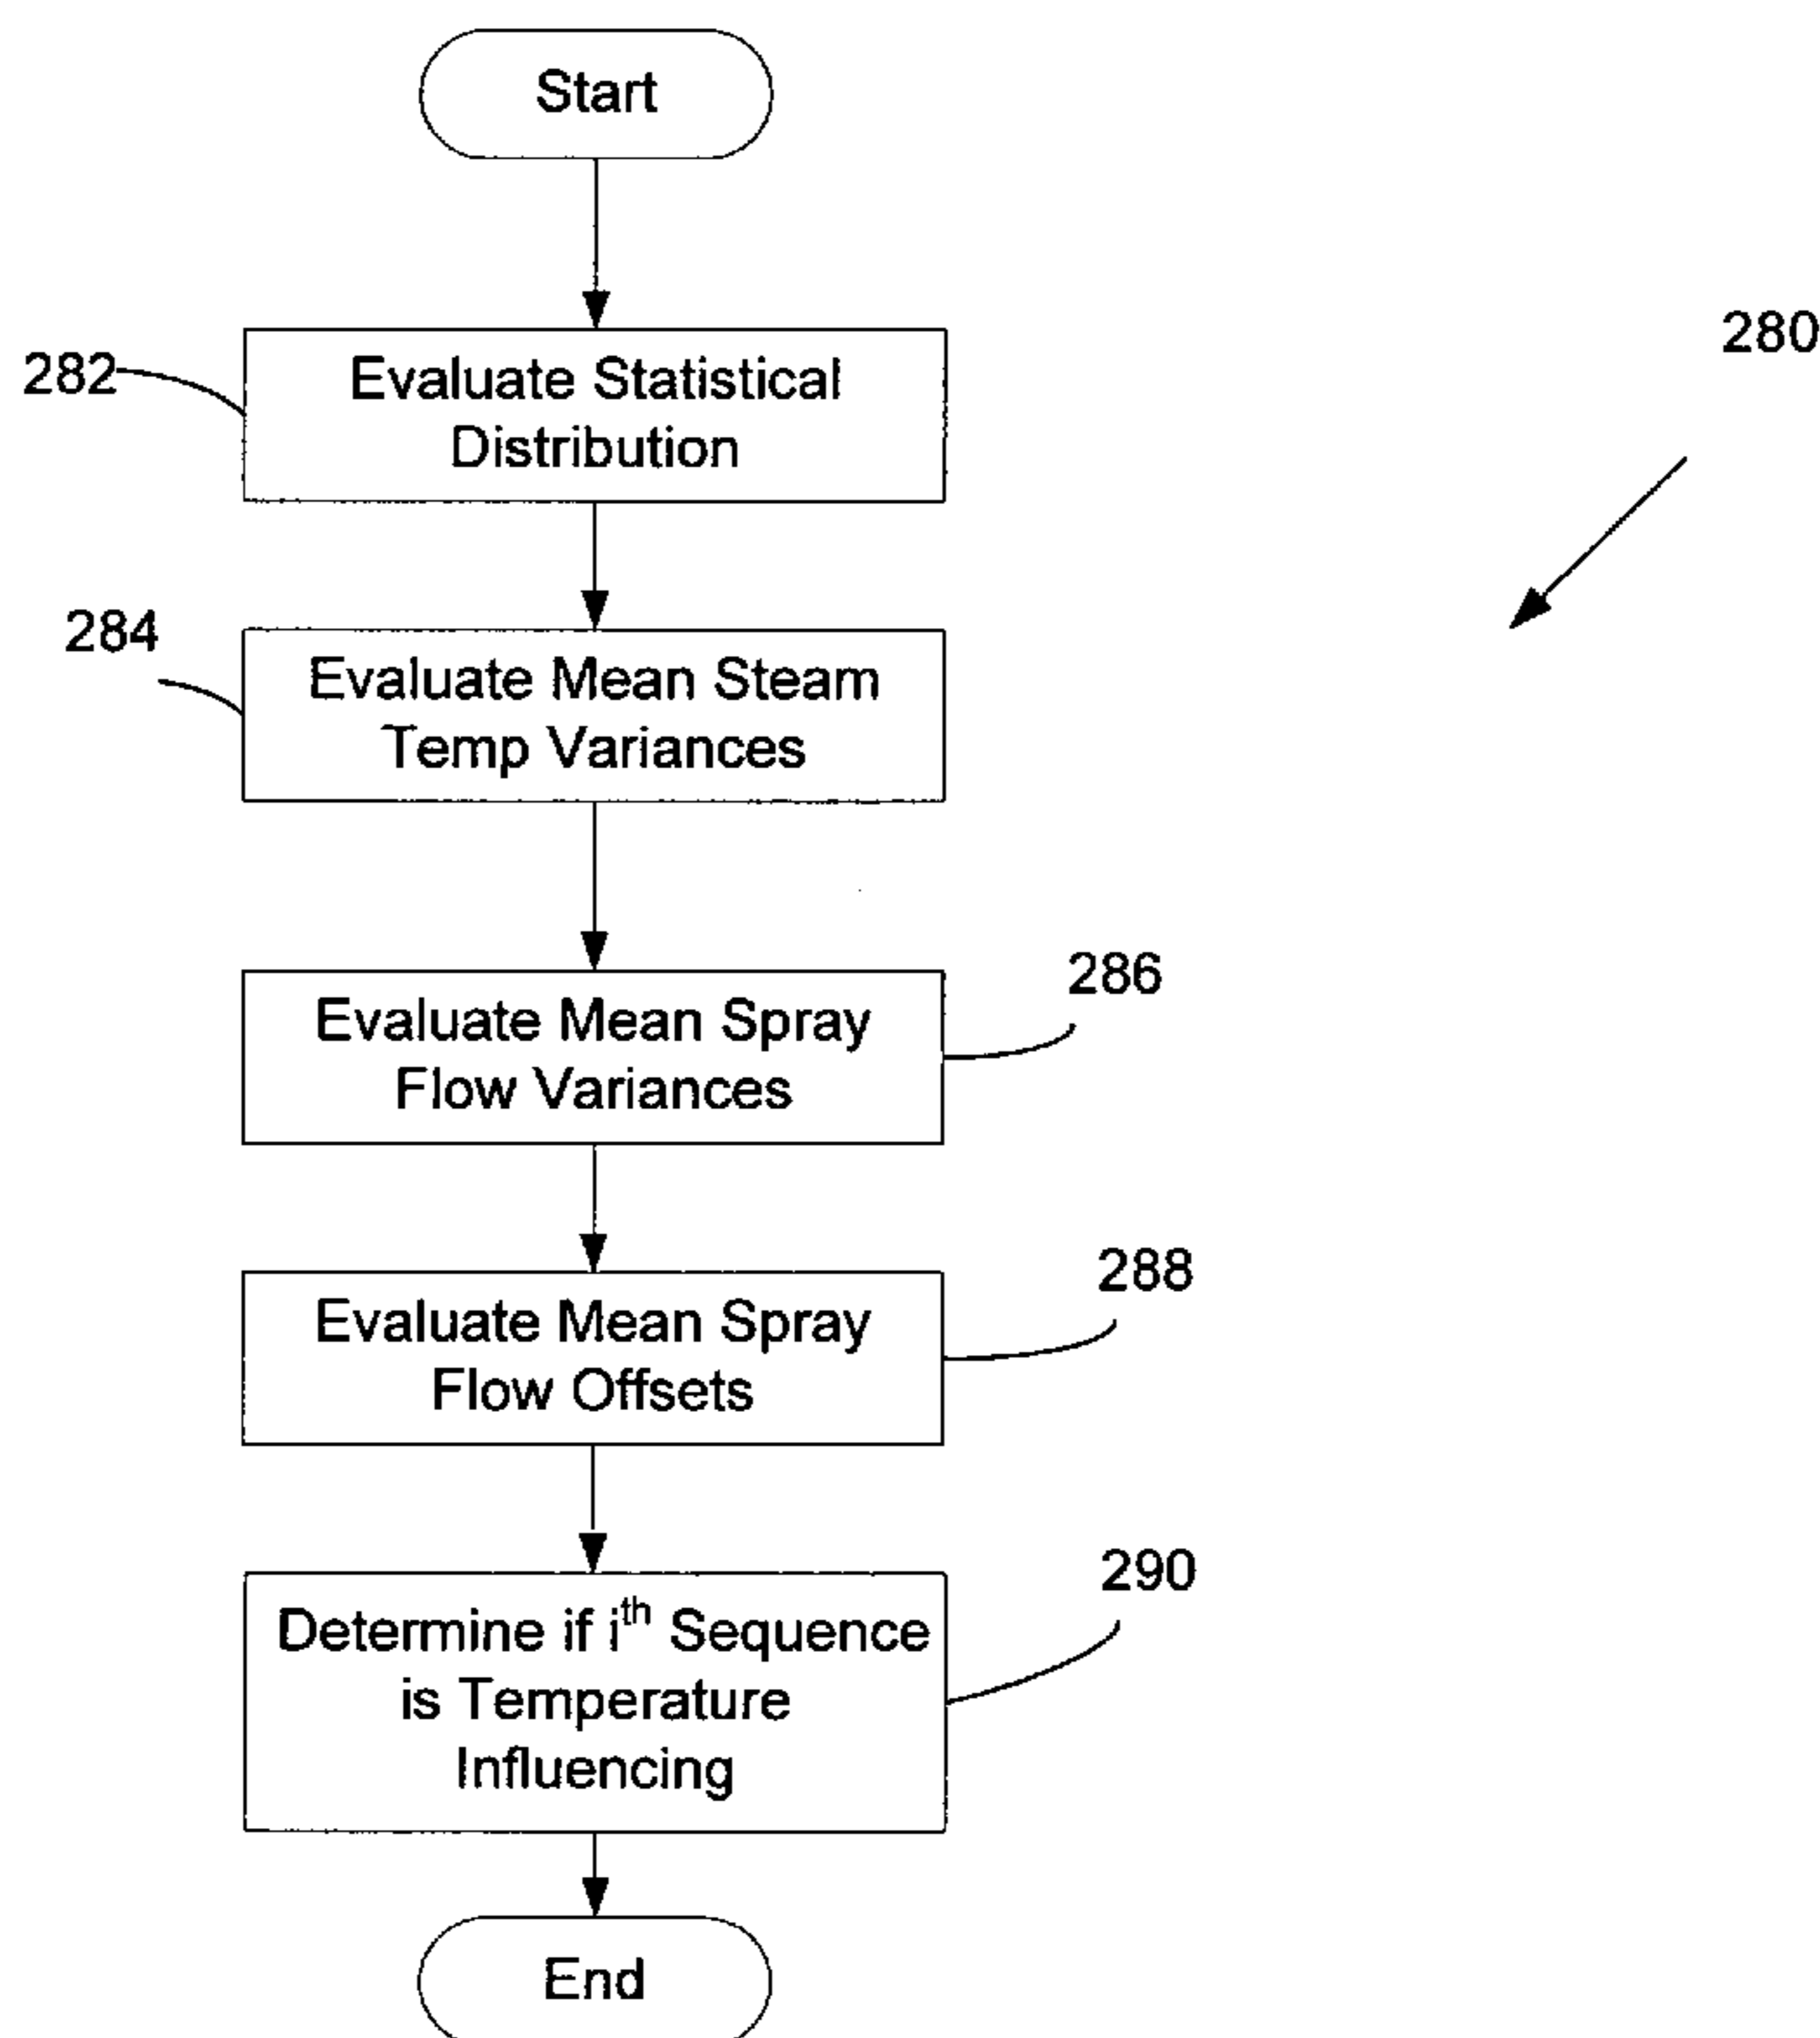 Start
280
282
Evaluate Statistical
Distribution
284
Evaluate Mean Steam
Temp Variances
286
Evaluate Mean Spray
Flow Variances
288
Evaluate Mean Spray
Flow Offsets
290
Determine if i^th Sequence
is Temperature
Influencing
End